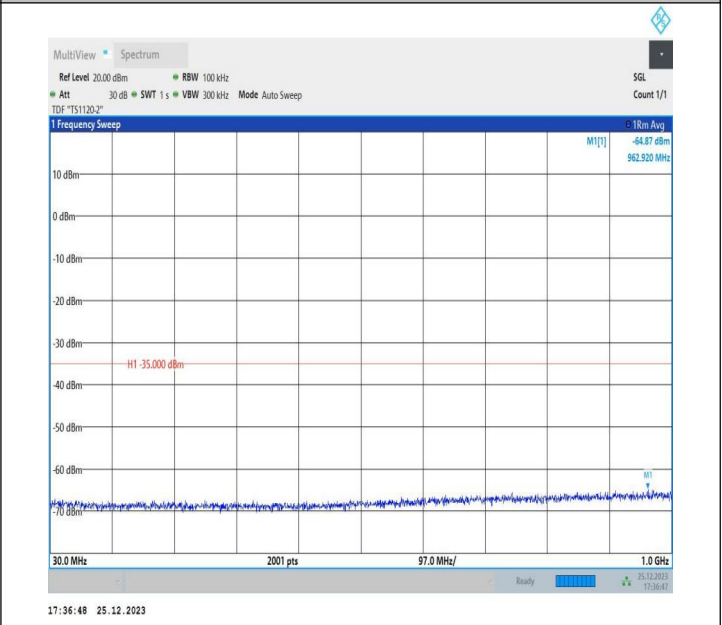 MultiView Spectrum
Ref Level 20.00 dBm RBW 100 kHz SGL
Att 30 dB SWT 1 s VBW 300 kHz Mode Auto Sweep Count 1/1
TDF "TS1120-2"
1 Frequency Sweep 1Rm Avg
M1[1] -64.87 dBm
962.920 MHz
10 dBm
0 dBm
-10 dBm
-20 dBm
-30 dBm
H1 -35.000 dBm
-40 dBm
-50 dBm
-60 dBm
M1
-70 dBm
30.0 MHz 2001 pts 97.0 MHz/ 1.0 GHz
Ready 25.12.2023
17:36:47
17:36:48 25.12.2023